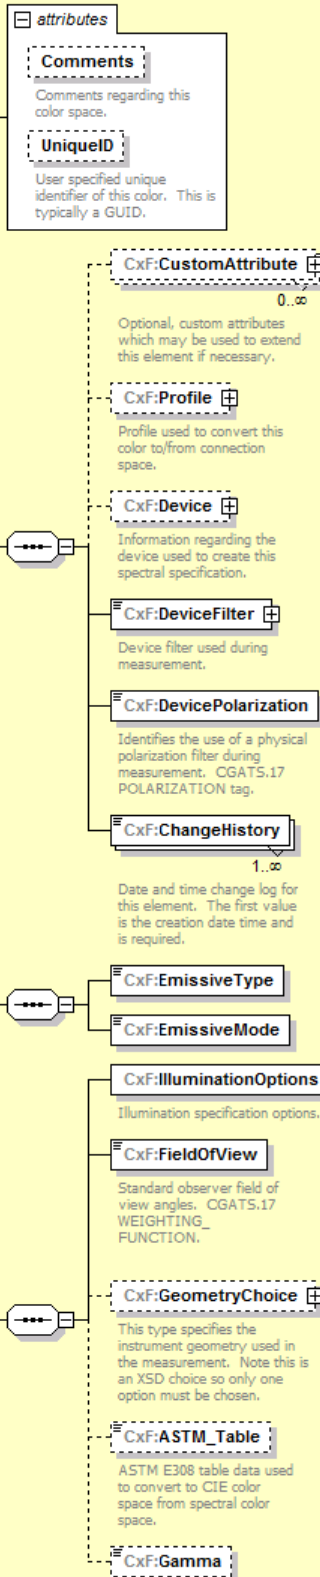 attributes
Comments
Comments regarding this
color space.
UniqueID
User specified unique
identifier of this color. This is
typically a GUID.
CxF:CustomAttribute
0..∞
Optional, custom attributes
which may be used to extend
this element if necessary.
CxF:Profile
Profile used to convert this
color to/from connection
space.
CxF:Device
Information regarding the
device used to create this
spectral specification.
CxF:DeviceFilter
Device filter used during
measurement.
CxF:DevicePolarization
Identifies the use of a physical
polarization filter during
measurement. CGATS.17
POLARIZATION tag.
CxF:ChangeHistory
1..∞
Date and time change log for
this element. The first value
is the creation date time and
is required.
CxF:EmissiveType
CxF:EmissiveMode
CxF:IlluminationOptions
Illumination specification options.
CxF:FieldOfView
Standard observer field of
view angles. CGATS.17
WEIGHTING_
FUNCTION.
CxF:GeometryChoice
This type specifies the
instrument geometry used in
the measurement. Note this is
an XSD choice so only one
option must be chosen.
CxF:ASTM_Table
ASTM E308 table data used
to convert to CIE color
space from spectral color
space.
CxF:Gamma